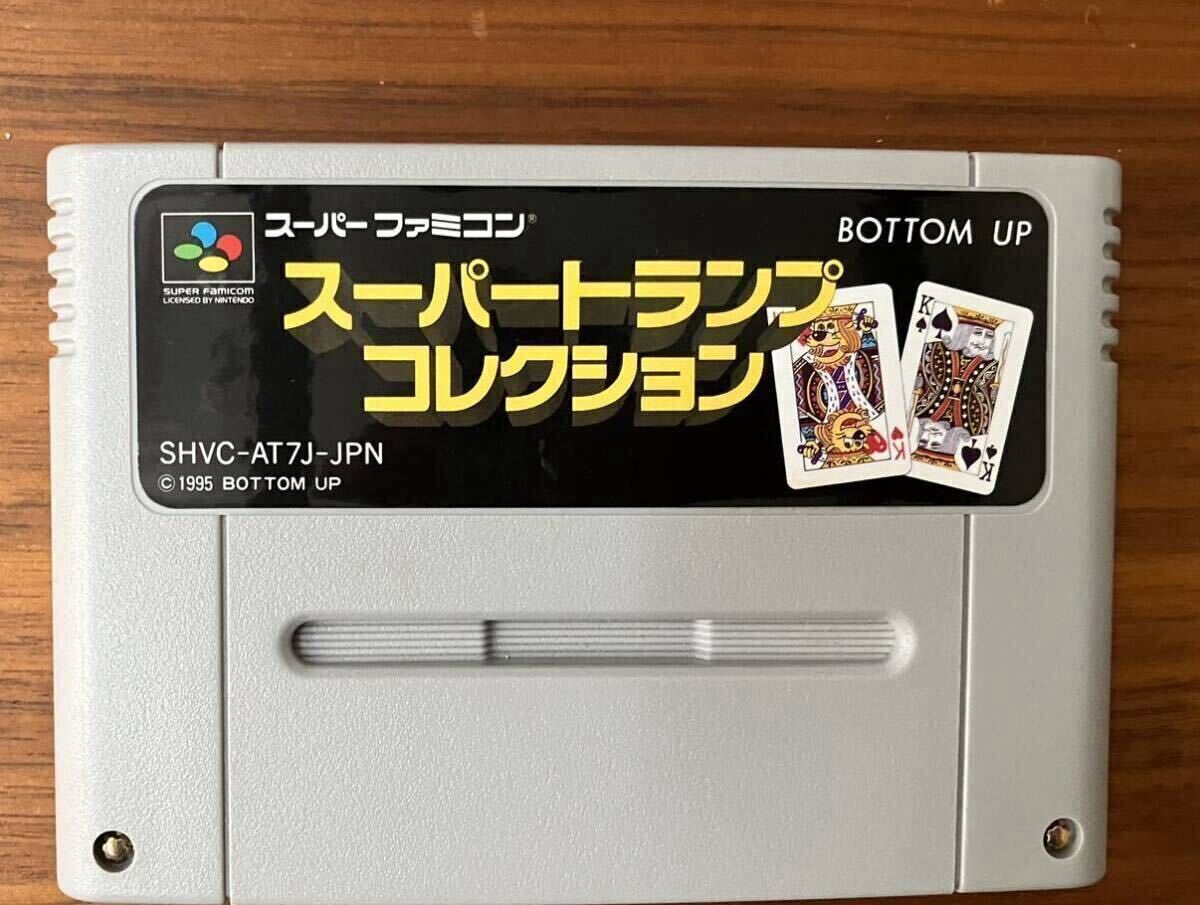 スーパーファミコン®
BOTTOM UP
SUPER FAMICOM
LICENSED BY NINTENDO
スーパートランプ
コレクション
K
K
K
K
SHVC-AT7J-JPN
©1995 BOTTOM UP